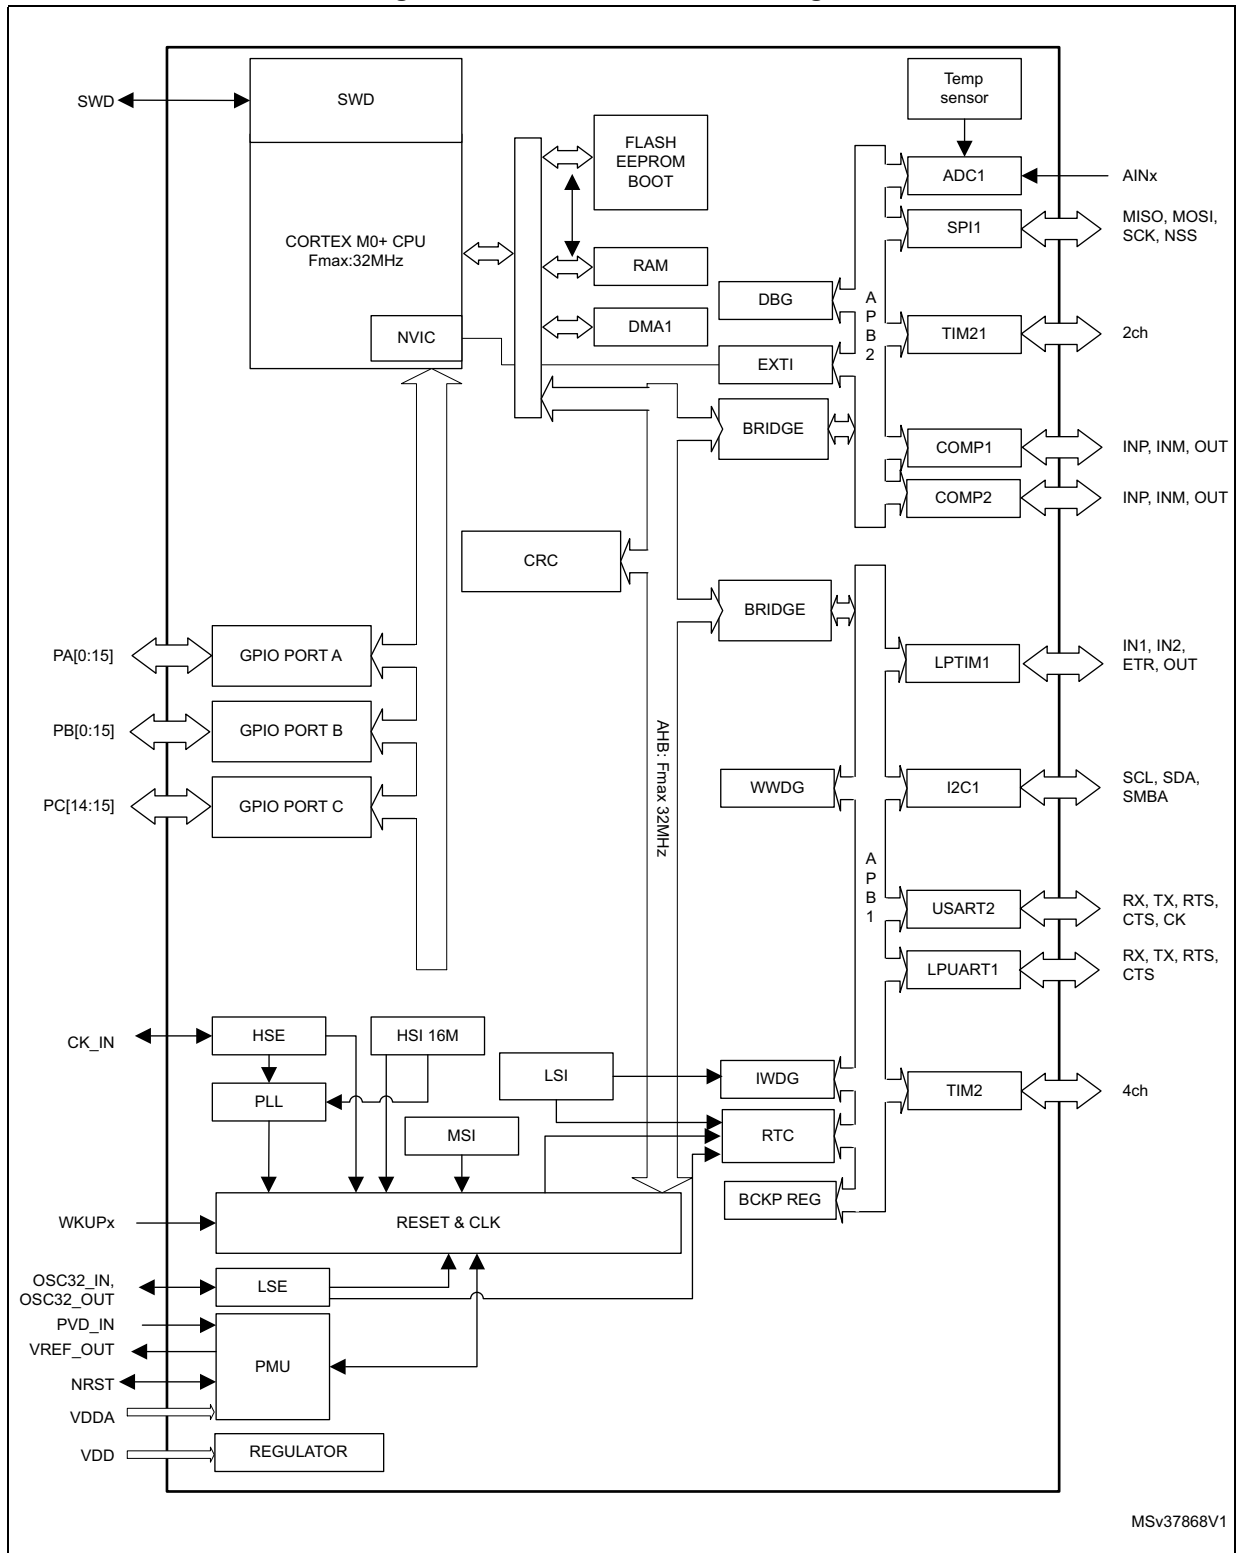 SWD
SWD
CORTEX M0+ CPU
Fmax:32MHz
NVIC
FLASH
EEPROM
BOOT
RAM
DMA1
Temp
sensor
ADC1
AINx
SPI1
MISO, MOSI,
SCK, NSS
DBG
A
P
B
2
TIM21
2ch
EXTI
BRIDGE
COMP1
INP, INM, OUT
COMP2
INP, INM, OUT
CRC
BRIDGE
PA[0:15]
GPIO PORT A
LPTIM1
IN1, IN2,
ETR, OUT
PB[0:15]
GPIO PORT B
AHB: Fmax 32MHz
PC[14:15]
GPIO PORT C
WWDG
I2C1
SCL, SDA,
SMBA
A
P
B
1
USART2
RX, TX, RTS,
CTS, CK
LPUART1
RX, TX, RTS,
CTS
CK_IN
HSE
HSI 16M
PLL
LSI
IWDG
TIM2
4ch
MSI
RTC
BCKP REG
WKUPx
RESET & CLK
OSC32_IN,
OSC32_OUT
LSE
PVD_IN
VREF_OUT
PMU
NRST
VDDA
VDD
REGULATOR
MSv37868V1